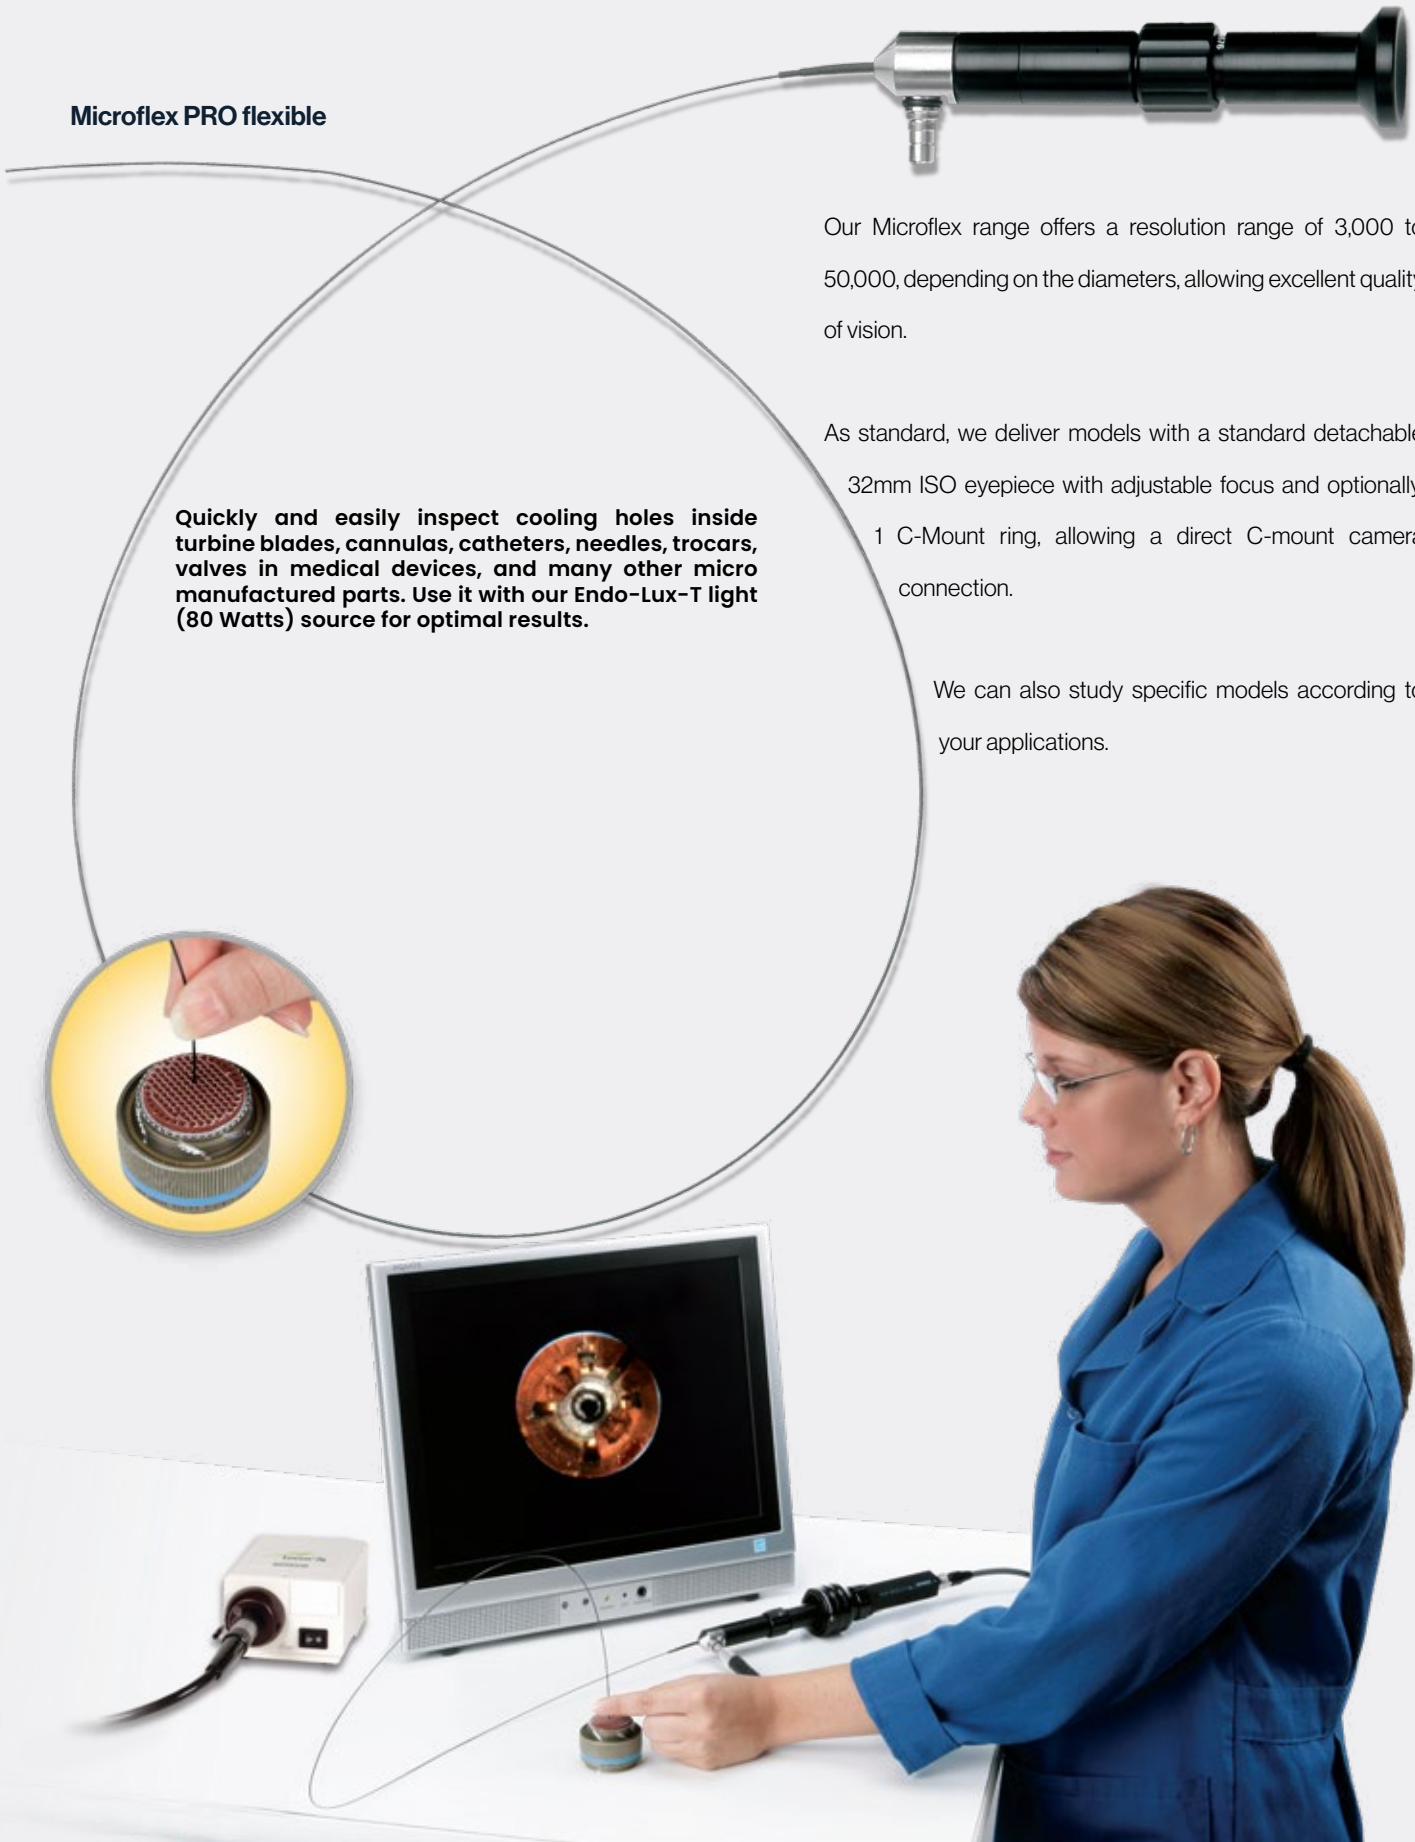 Microflex PRO flexible
Our Microflex range offers a resolution range of 3,000 to
50,000, depending on the diameters, allowing excellent quality
of vision.
As standard, we deliver models with a standard detachable
32mm ISO eyepiece with adjustable focus and optionally
1 C-Mount ring, allowing a direct C-mount camera
connection.
We can also study specific models according to
your applications.
Quickly and easily inspect cooling holes inside
turbine blades, cannulas, catheters, needles, trocars,
valves in medical devices, and many other micro
manufactured parts. Use it with our Endo-Lux-T light
(80 Watts) source for optimal results.